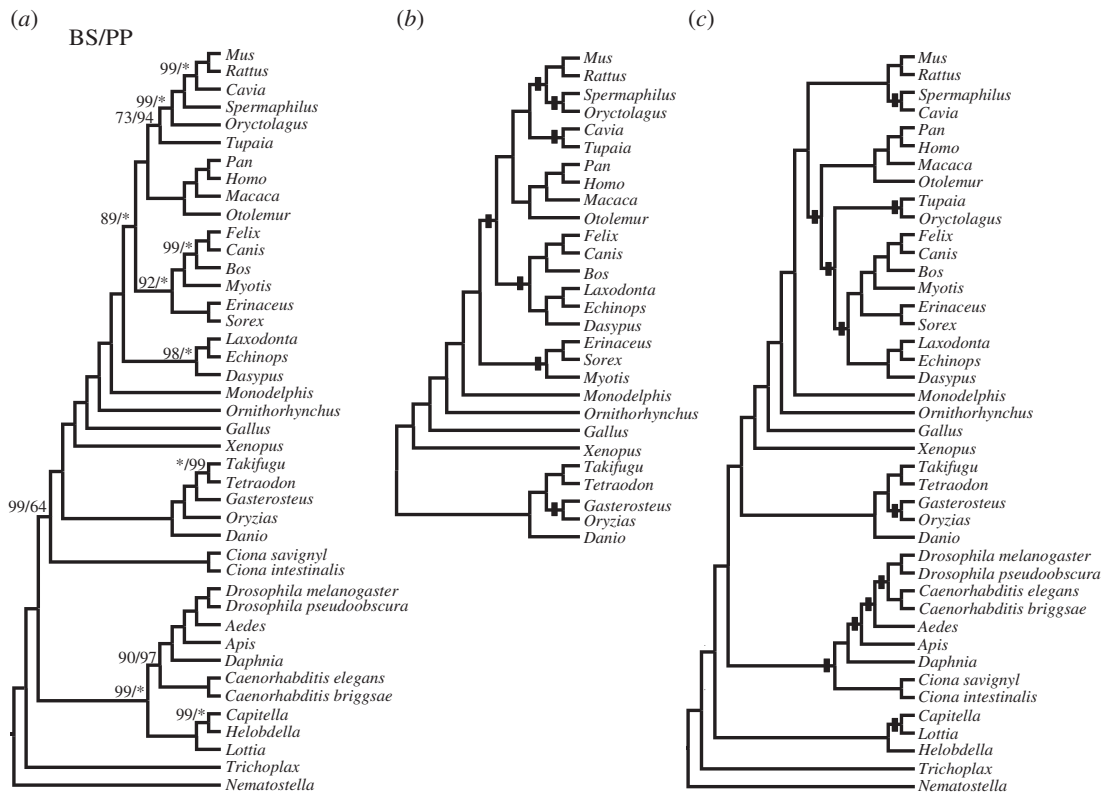 (a)
BS/PP
Mus
Rattus
Cavia
Spermaphilus
Oryctolagus
Tupaia
Pan
Homo
Macaca
Otolemur
Felix
Canis
Bos
Myotis
Erinaceus
Sorex
Laxodonta
Echinops
Dasypus
Monodelphis
Ornithorhynchus
Gallus
Xenopus
Takifugu
Tetraodon
Gasterosteus
Oryzias
Danio
Ciona savignyl
Ciona intestinalis
Drosophila melanogaster
Drosophila pseudoobscura
Aedes
Apis
Daphnia
Caenorhabditis elegans
Caenorhabditis briggsae
Capitella
Helobdella
Lottia
Trichoplax
Nematostella
99/*
99/*
73/94
89/*
99/*
92/*
98/*
*/99
99/64
90/97
99/*
99/*
(b)
Mus
Rattus
Spermaphilus
Oryctolagus
Cavia
Tupaia
Pan
Homo
Macaca
Otolemur
Felix
Canis
Bos
Laxodonta
Echinops
Dasypus
Erinaceus
Sorex
Myotis
Monodelphis
Ornithorhynchus
Gallus
Xenopus
Takifugu
Tetraodon
Gasterosteus
Oryzias
Danio
(c)
Mus
Rattus
Spermaphilus
Cavia
Pan
Homo
Macaca
Otolemur
Tupaia
Oryctolagus
Felix
Canis
Bos
Myotis
Erinaceus
Sorex
Laxodonta
Echinops
Dasypus
Monodelphis
Ornithorhynchus
Gallus
Xenopus
Takifugu
Tetraodon
Gasterosteus
Oryzias
Danio
Drosophila melanogaster
Drosophila pseudoobscura
Caenorhabditis elegans
Caenorhabditis briggsae
Aedes
Apis
Daphnia
Ciona savignyl
Ciona intestinalis
Capitella
Lottia
Helobdella
Trichoplax
Nematostella